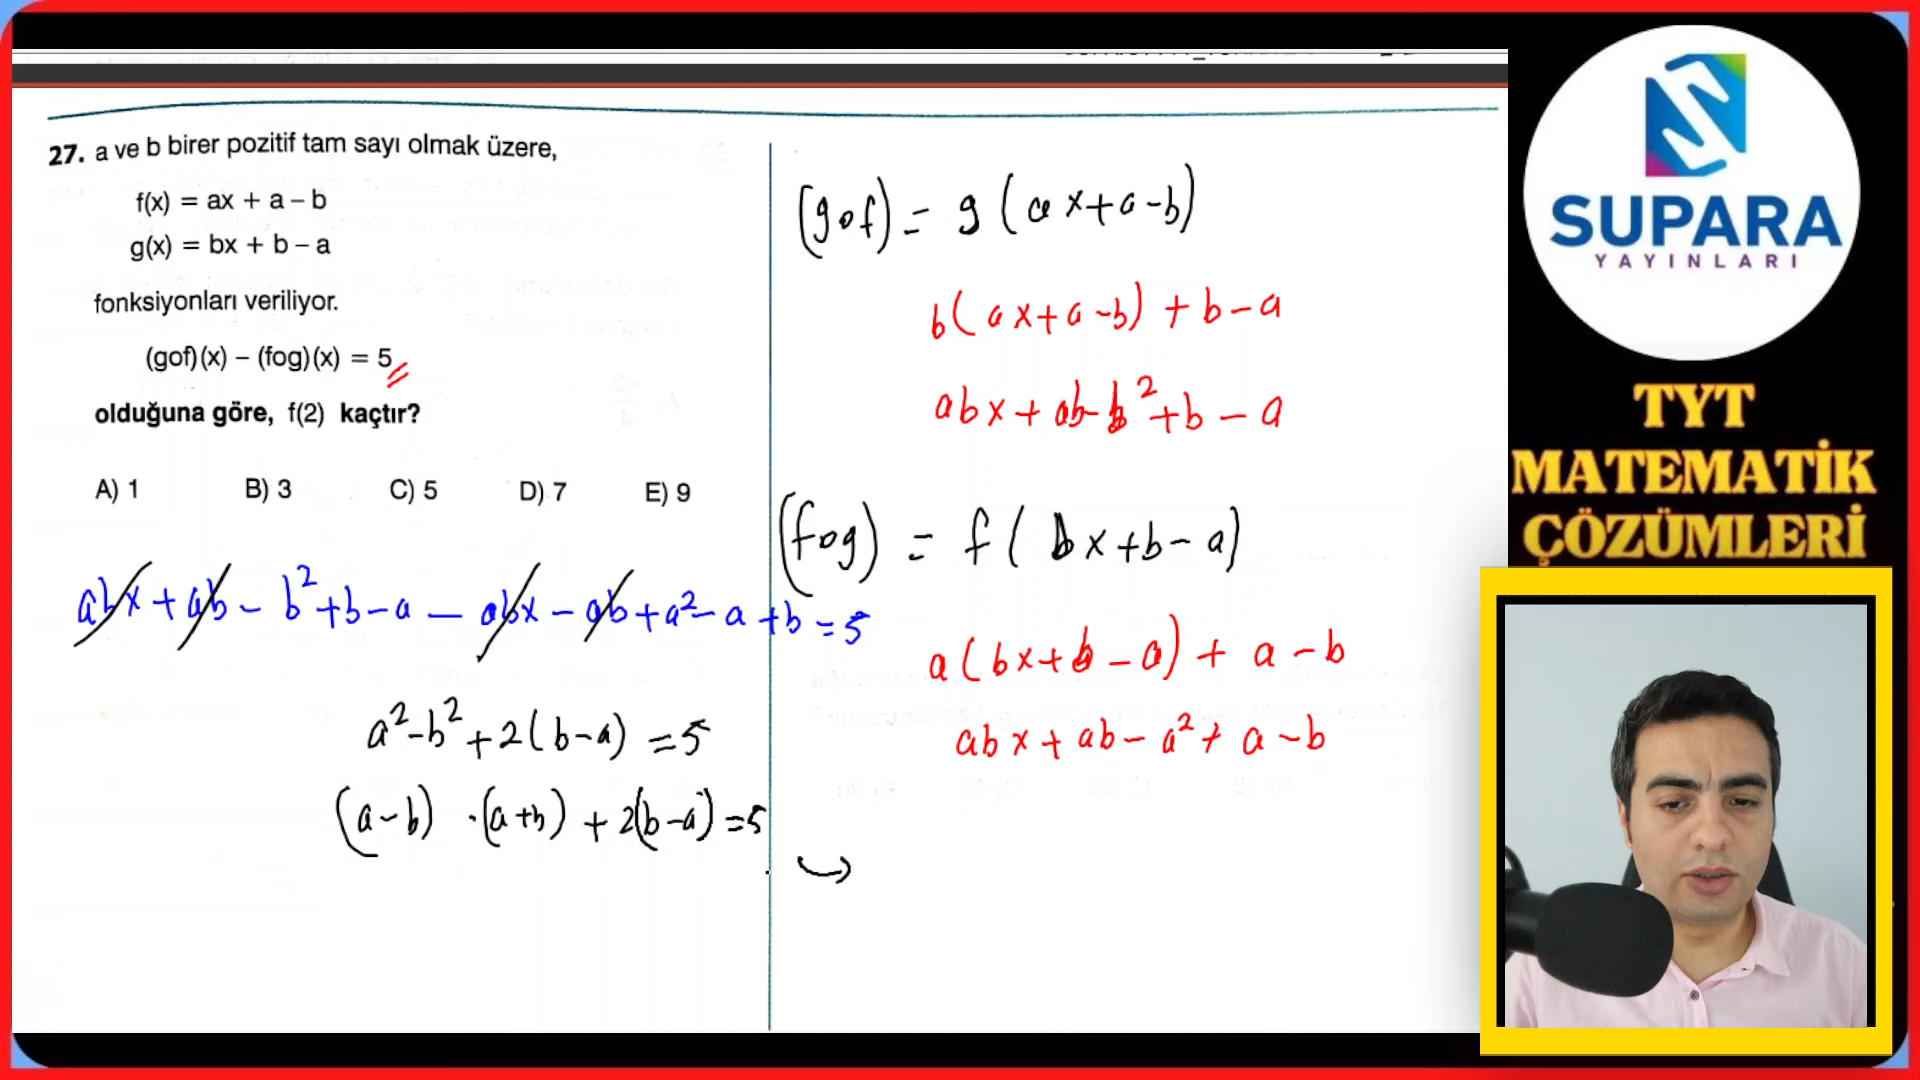 27. a ve b birer pozitif tam sayı olmak üzere,
f(x) = ax + a – b
g(x) = bx + b – a
fonksiyonları veriliyor.
(gof)(x) – (fog)(x) = 5
olduğuna göre, f(2) kaçtır?
A) 1 B) 3 C) 5 D) 7 E) 9
abx + ab - b² + b - a - abx - ab + a² - a + b = 5
a² - b² + 2(b-a) = 5
(a-b) · (a+b) + 2(b-a) = 5
(gof) = g(ax+a-b)
b(ax+a-b) + b - a
abx + ab - b² + b - a
(fog) = f(bx+b-a)
a(bx+b-a) + a - b
abx + ab - a² + a - b
SUPARA
YAYINLARI
TYT
MATEMATİK
ÇÖZÜMLERİ